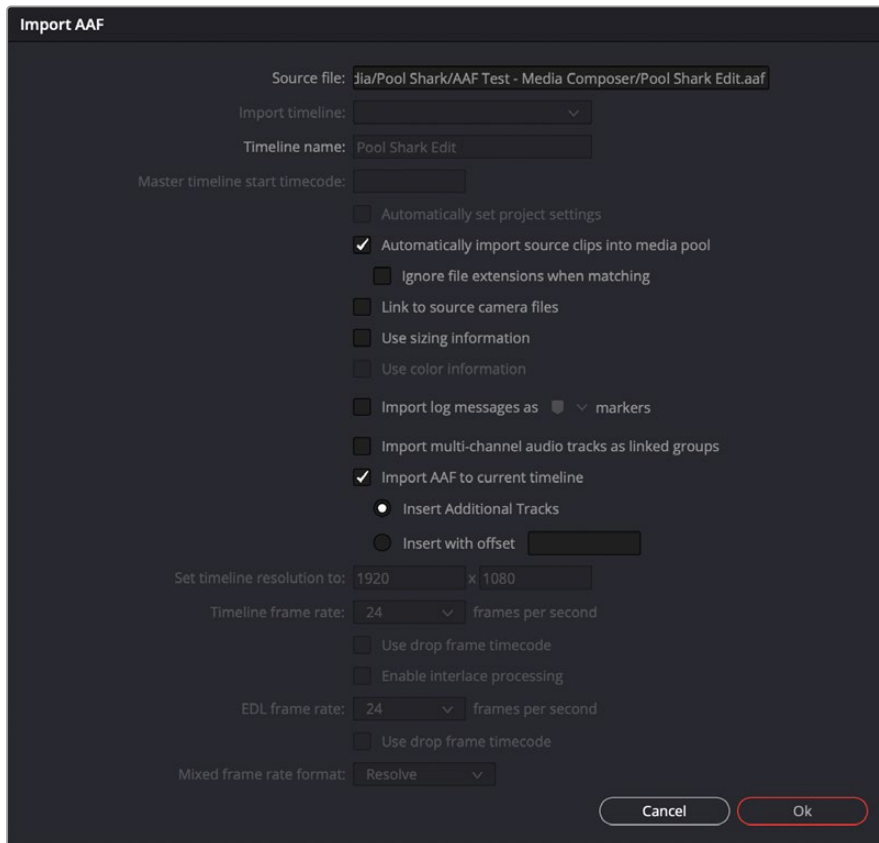 Import AAF
Source file: dia/Pool Shark/AAF Test - Media Composer/Pool Shark Edit.aaf
Import timeline:
Timeline name: Pool Shark Edit
Master timeline start timecode:
Automatically set project settings
Automatically import source clips into media pool
Ignore file extensions when matching
Link to source camera files
Use sizing information
Use color information
Import log messages as markers
Import multi-channel audio tracks as linked groups
Import AAF to current timeline
Insert Additional Tracks
Insert with offset
Set timeline resolution to: 1920 x 1080
Timeline frame rate: 24 frames per second
Use drop frame timecode
Enable interlace processing
EDL frame rate: 24 frames per second
Use drop frame timecode
Mixed frame rate format: Resolve
Cancel Ok